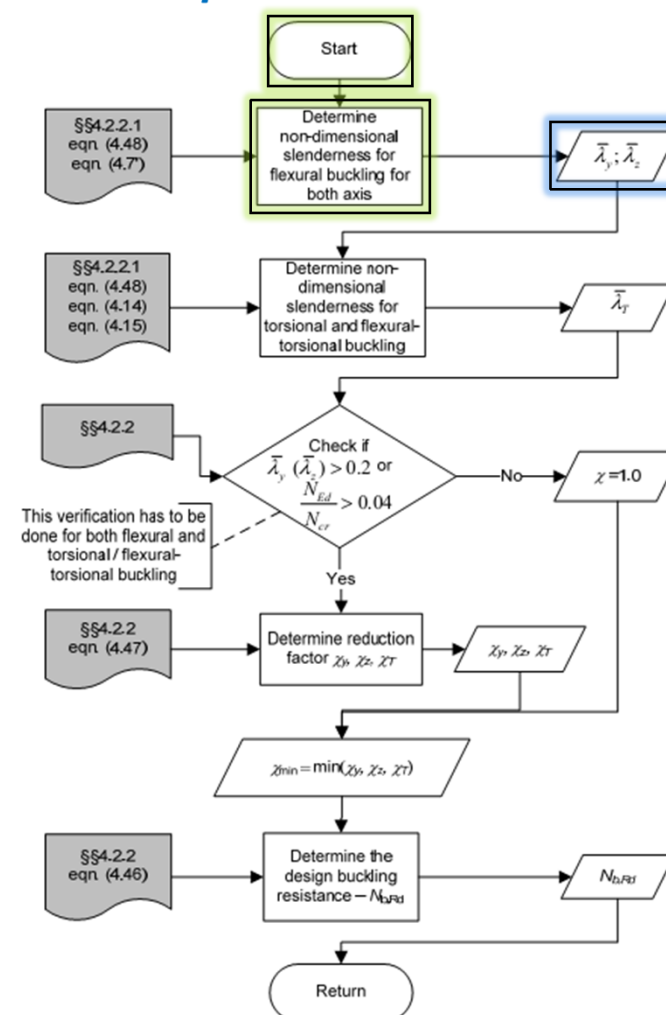 Start
§§4.2.2.1
eqn. (4.48)
eqn. (4.7')
Determine
non-dimensional
slenderness for
flexural buckling for
both axis
λ̅y; λ̅z
§§4.2.2.1
eqn. (4.48)
eqn. (4.14)
eqn. (4.15)
Determine non-
dimensional
slenderness for
torsional and flexural-
torsional buckling
λ̅T
§§4.2.2
Check if
λ̅y (λ̅z) > 0.2 or
NEd
Ncr
> 0.04
No
χ=1.0
This verification has to be
done for both flexural and
torsional / flexural-
torsional buckling
Yes
§§4.2.2
eqn. (4.47)
Determine reduction
factor χy, χz, χT
χy, χz, χT
χmin = min(χy, χz, χT)
§§4.2.2
eqn. (4.46)
Determine the
design buckling
resistance – Nb,Rd
Nb,Rd
Return